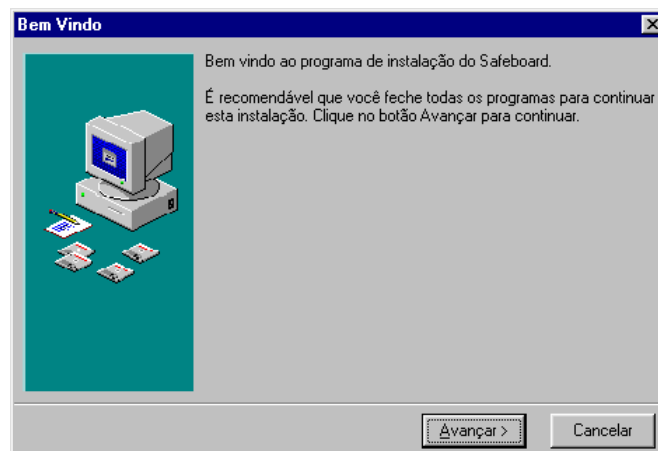 Bem Vindo
Bem vindo ao programa de instalação do Safeboard.
É recomendável que você feche todas os programas para continuar
esta instalação. Clique no botão Avançar para continuar.
Avançar >
Cancelar